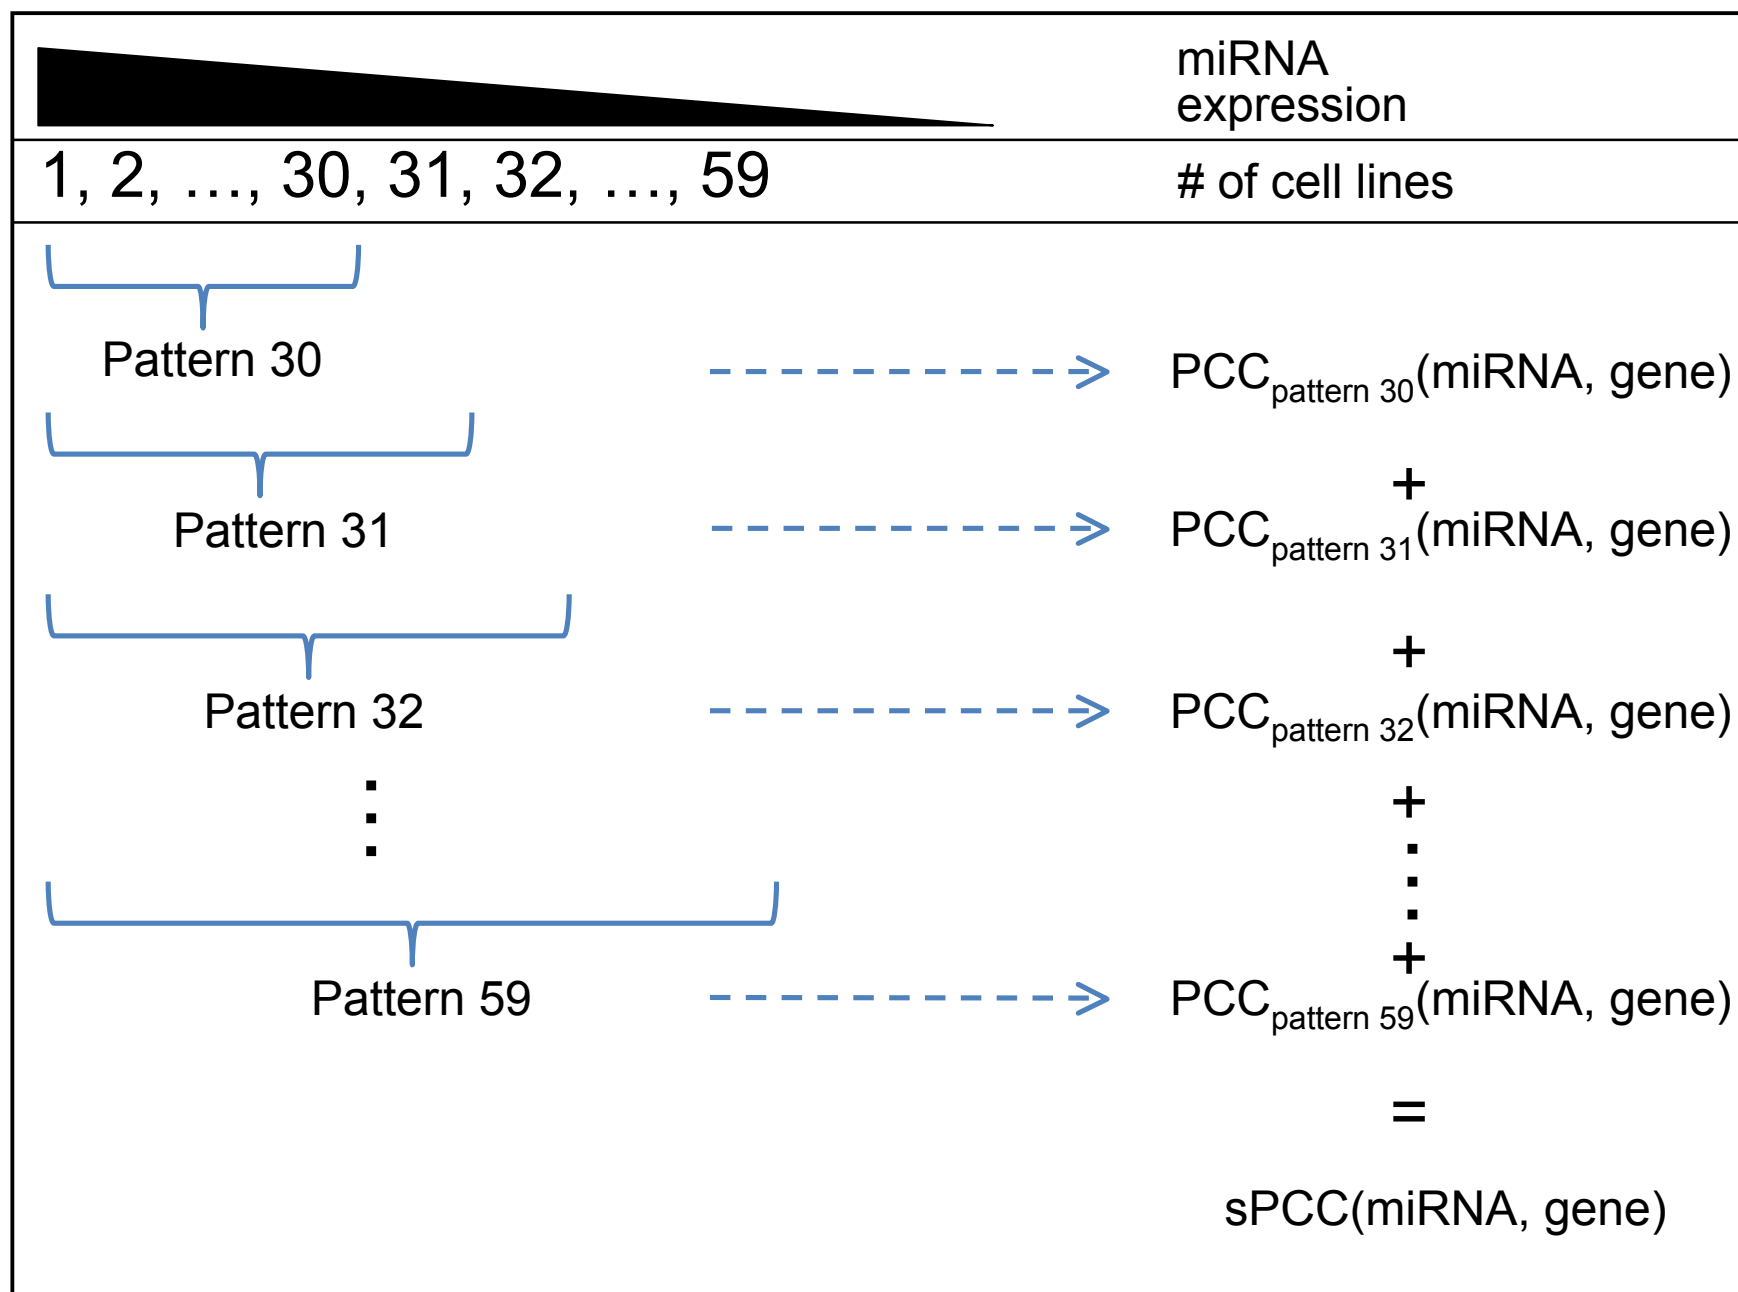 miRNA
expression
1, 2, …, 30, 31, 32, …, 59
# of cell lines
Pattern 30
PCCpattern 30(miRNA, gene)
+
Pattern 31
PCCpattern 31(miRNA, gene)
+
Pattern 32
PCCpattern 32(miRNA, gene)
+
⋮
⋮
+
Pattern 59
PCCpattern 59(miRNA, gene)
=
sPCC(miRNA, gene)